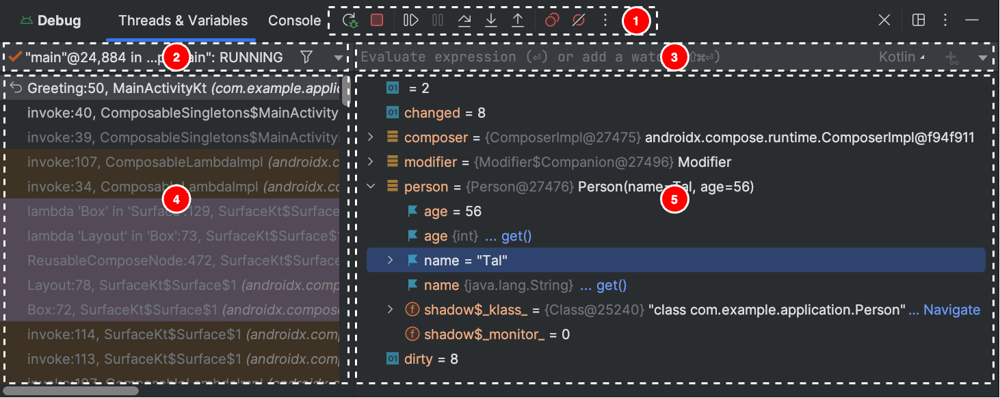 Debug Threads & Variables Console 1
"main"@24,884 in ...p ain": RUNNING 2
Evaluate expression (⏎) or add a watc ⇧⌘⏎) 3 Kotlin
Greeting:50, MainActivityKt (com.example.applic
invoke:40, ComposableSingletons$MainActivity
invoke:39, ComposableSingletons$MainActivity
invoke:107, ComposableLambdaImpl (androidx.c
invoke:34, ComposableLambdaImpl (androidx.cc
4
lambda 'Box' in 'Surface':129, SurfaceKt$Surface
lambda 'Layout' in 'Box':73, SurfaceKt$Surface$1
ReusableComposeNode:472, SurfaceKt$Surface
Layout:78, SurfaceKt$Surface$1 (androidx.comp
Box:72, SurfaceKt$Surface$1 (androidx.compose
invoke:114, SurfaceKt$Surface$1 (androidx.comp
invoke:113, SurfaceKt$Surface$1 (androidx.comp
invoke:107, ComposableLambdaImpl (androidx.c
01 = 2
01 changed = 8
composer = {ComposerImpl@27475} androidx.compose.runtime.ComposerImpl@f94f911
modifier = {Modifier$Companion@27496} Modifier
person = {Person@27476} Person(name=Tal, age=56)
5
age = 56
age {int} ... get()
name = "Tal"
name {java.lang.String} ... get()
f shadow$_klass_ = {Class@25240} "class com.example.application.Person" ... Navigate
f shadow$_monitor_ = 0
01 dirty = 8